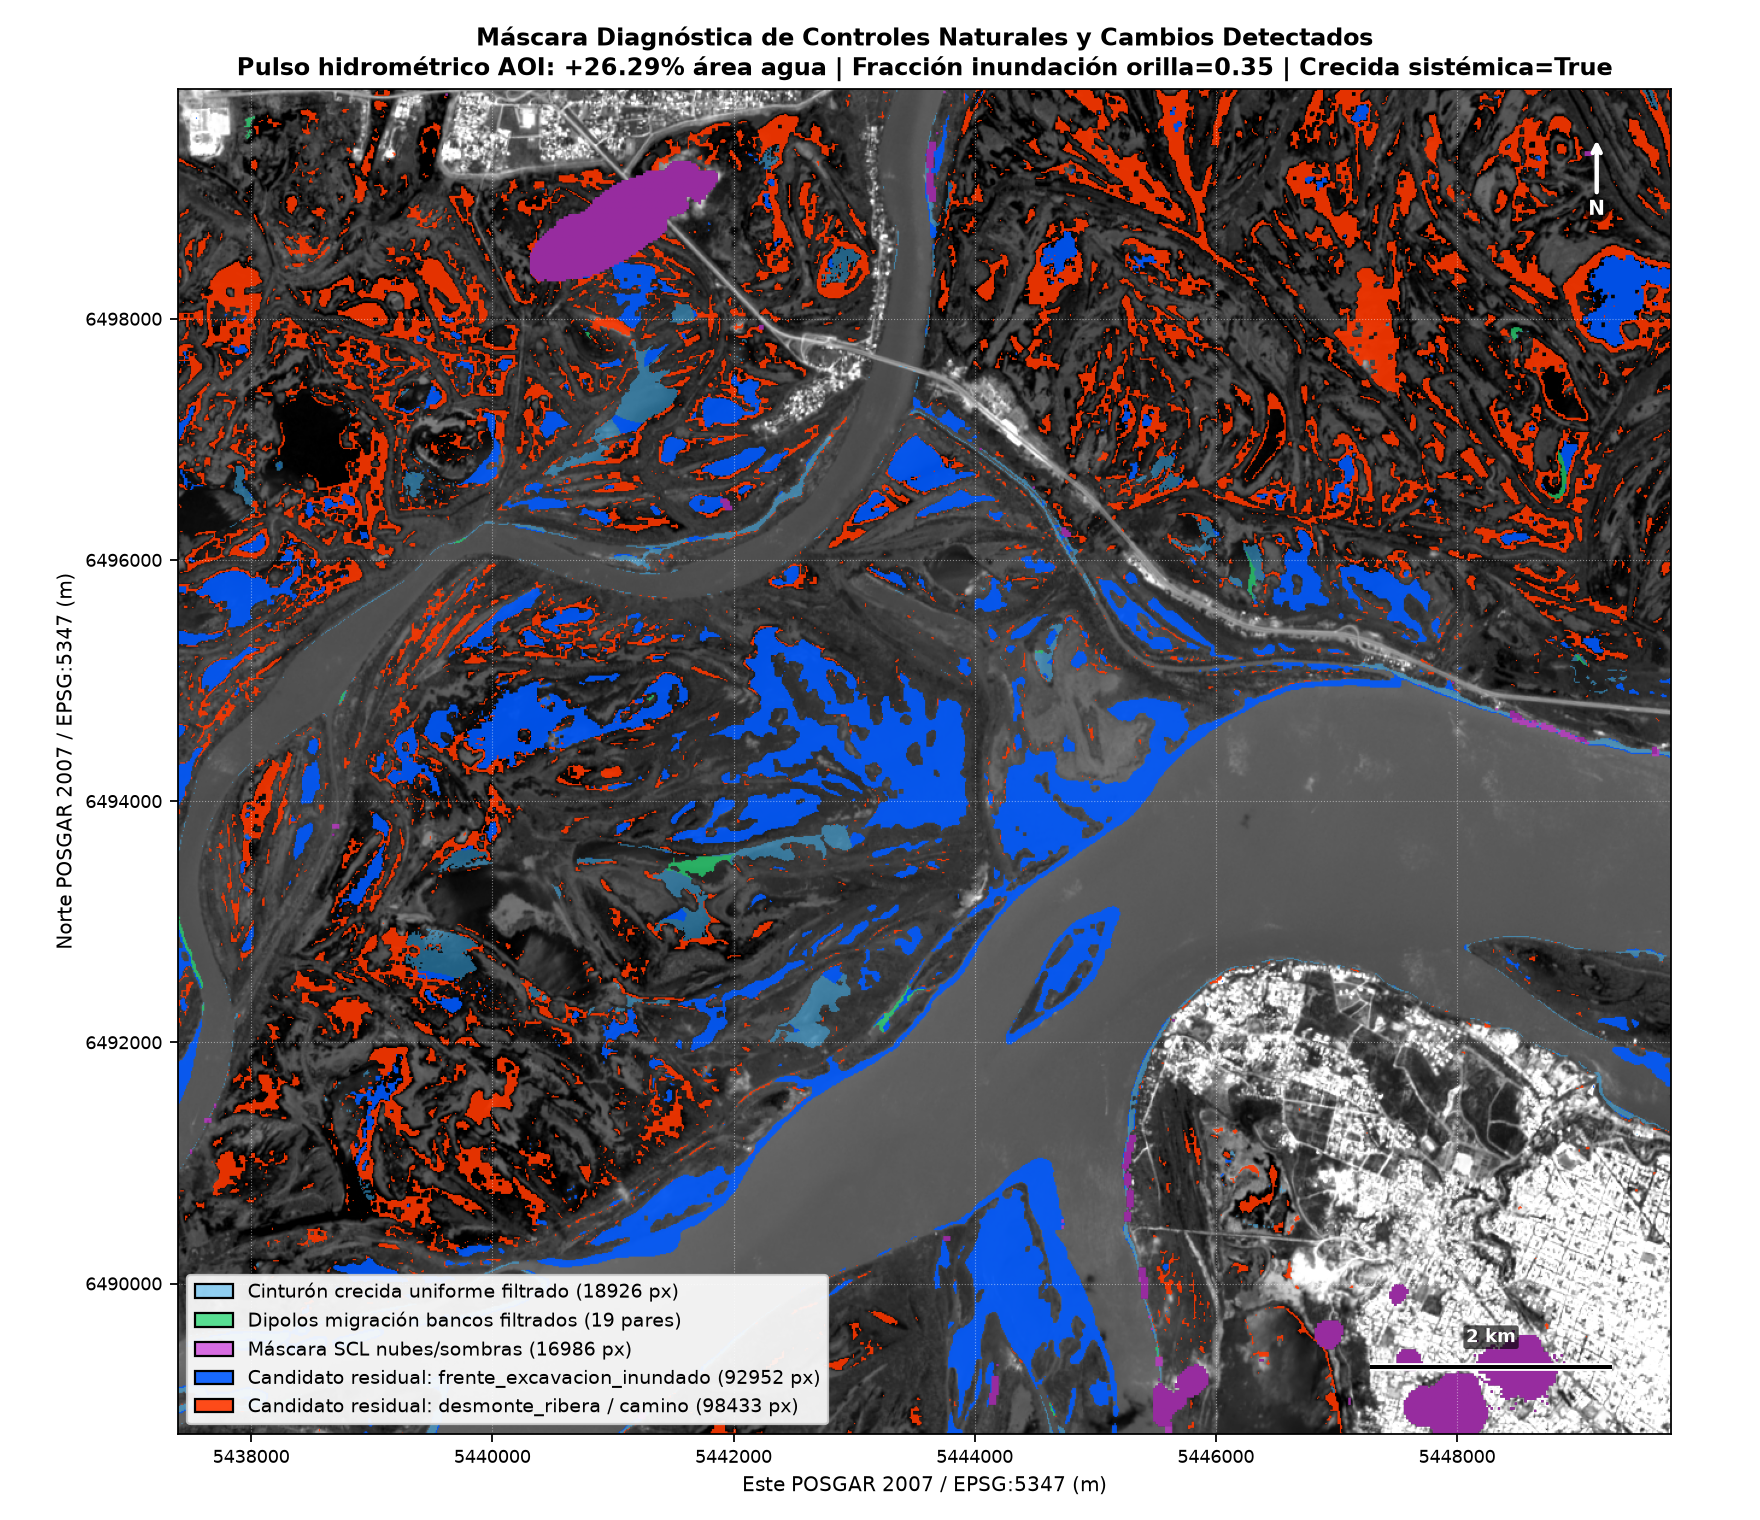 Máscara Diagnóstica de Controles Naturales y Cambios Detectados
Pulso hidrométrico AOI: +26.29% área agua | Fracción inundación orilla=0.35 | Crecida sistémica=True
N
6498000
6496000
6494000
6492000
6490000
Norte POSGAR 2007 / EPSG:5347 (m)
2 km
Cinturón crecida uniforme filtrado (18926 px)
Dipolos migración bancos filtrados (19 pares)
Máscara SCL nubes/sombras (16986 px)
Candidato residual: frente_excavacion_inundado (92952 px)
Candidato residual: desmonte_ribera / camino (98433 px)
5438000
5440000
5442000
5444000
5446000
5448000
Este POSGAR 2007 / EPSG:5347 (m)